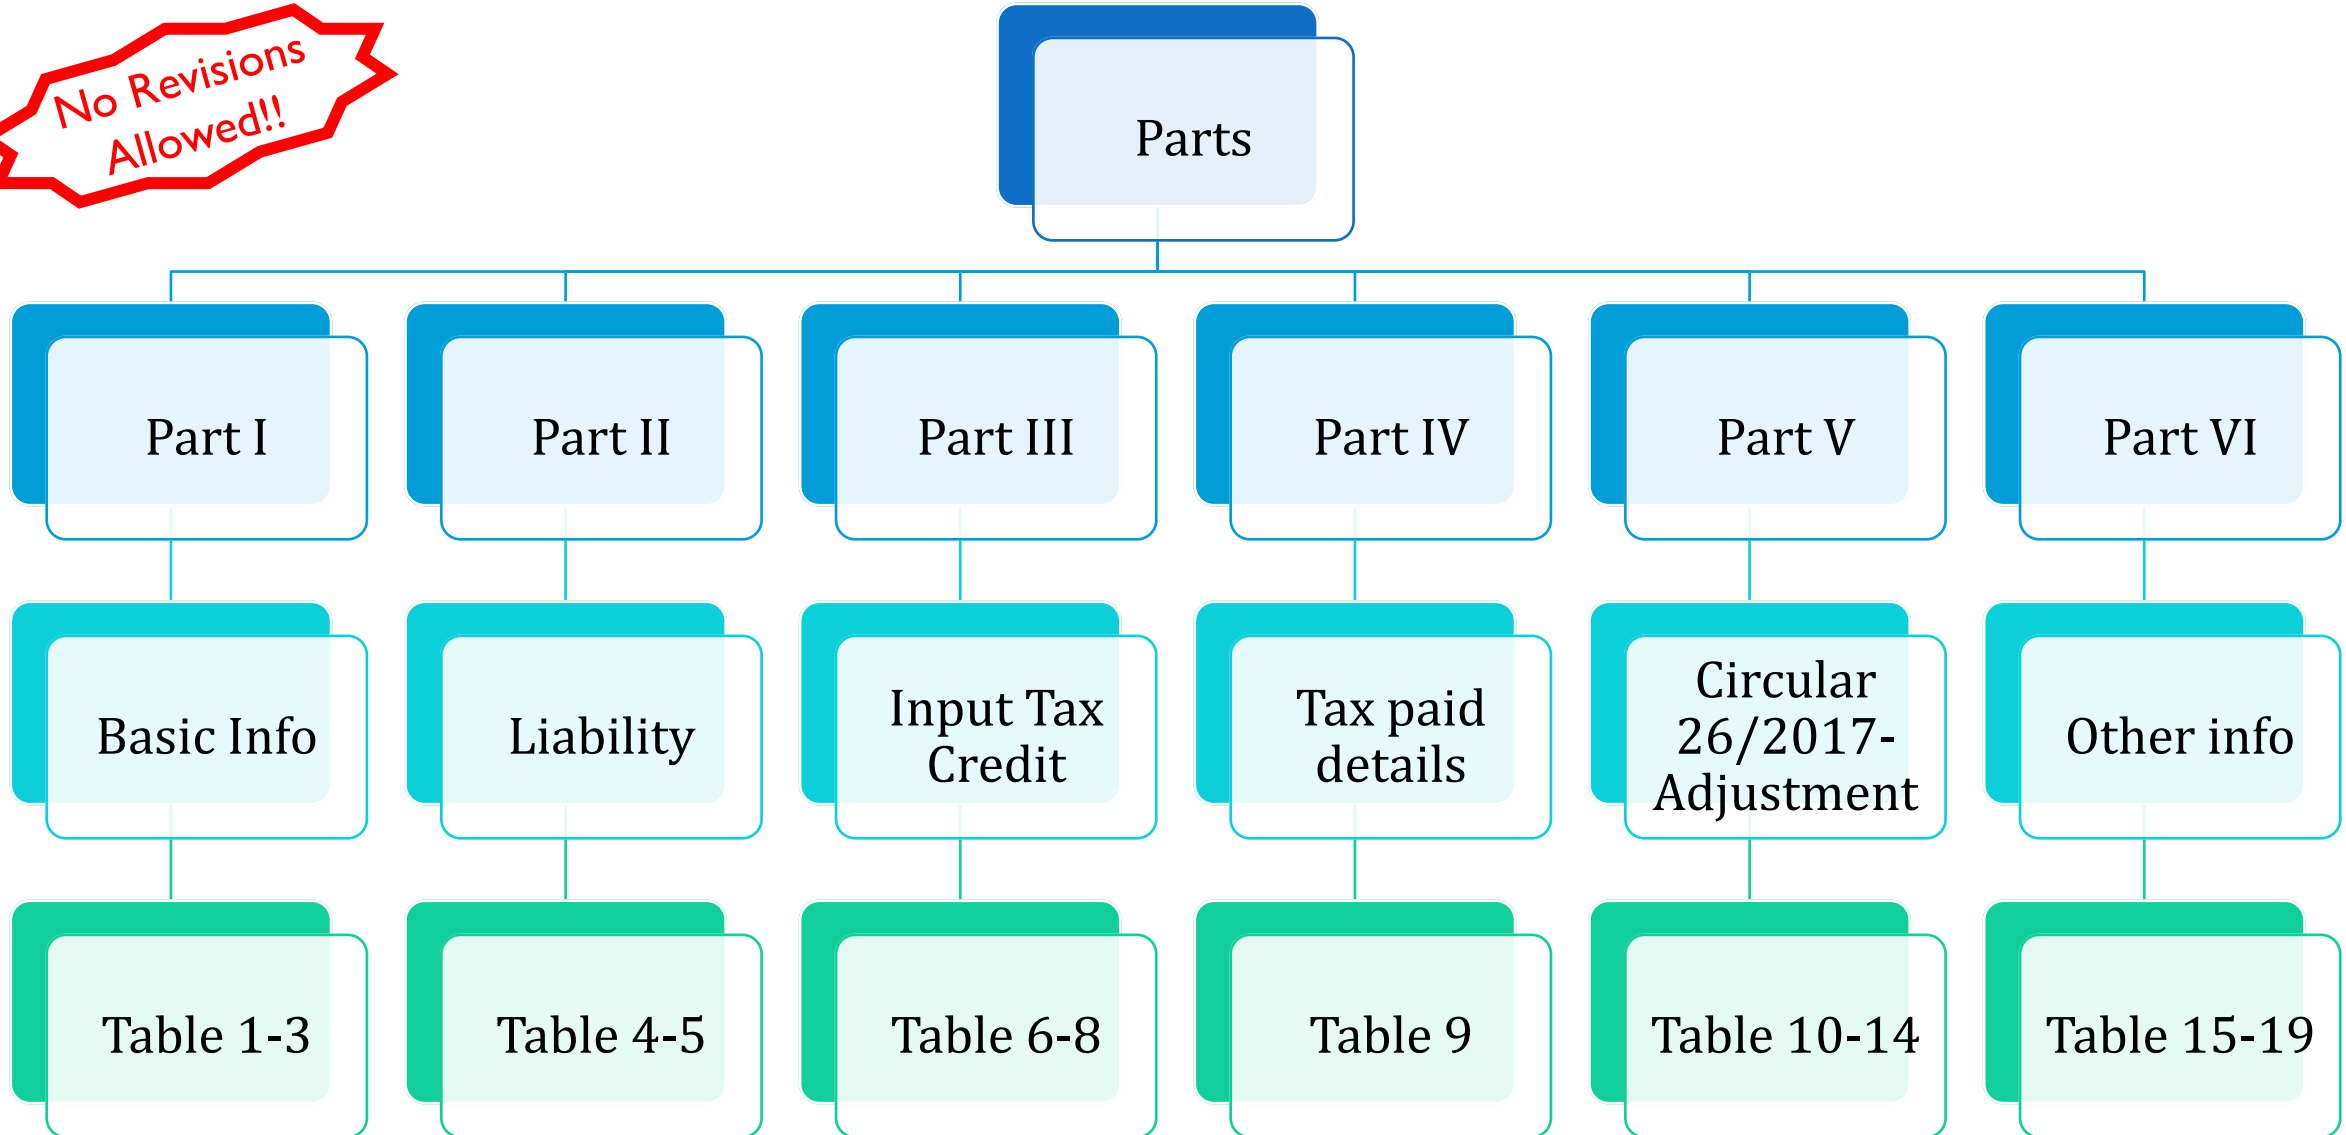 No Revisions
Allowed!!
Parts
Part I
Part II
Part III
Part IV
Part V
Part VI
Basic Info
Liability
Input Tax
Credit
Tax paid
details
Circular
26/2017-
Adjustment
Other info
Table 1-3
Table 4-5
Table 6-8
Table 9
Table 10-14
Table 15-19